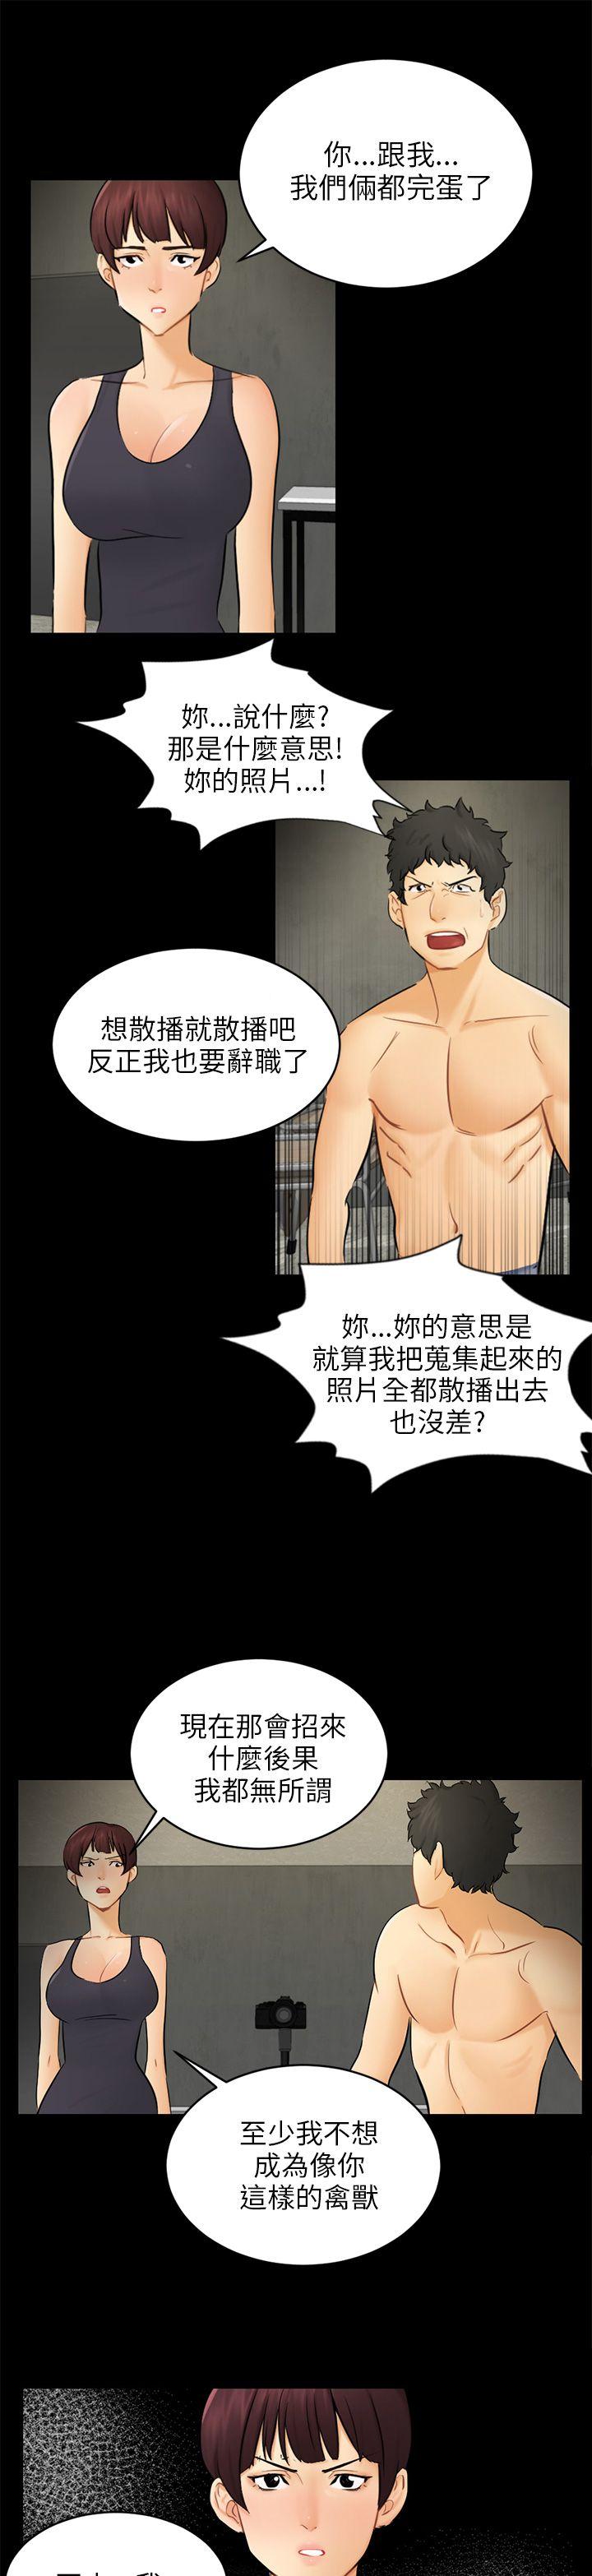 你...跟我...
我們倆都完蛋了
妳...說什麼?
那是什麼意思!
妳的照片...!
想散播就散播吧
反正我也要辭職了
妳...妳的意思是
就算我把蒐集起來的
照片全都散播出去
也沒差?
現在那會招來
什麼後果
我都無所謂
至少我不想
成為像你
這樣的禽獸